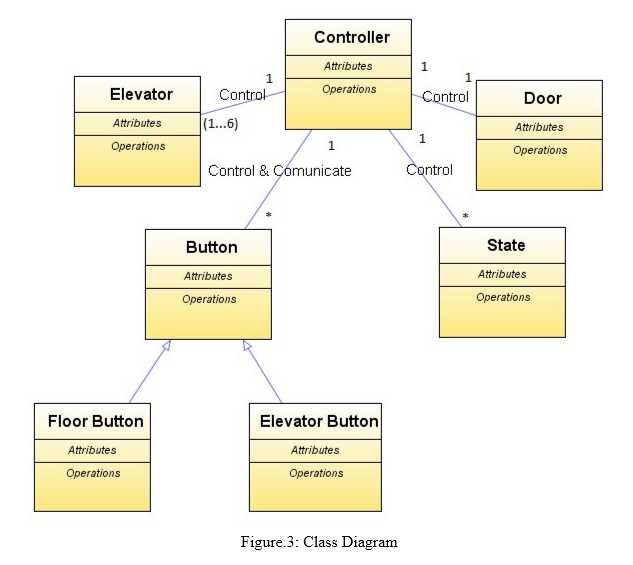 Controller
Attributes
Operations
1
1
1
Control
Control
Elevator
Attributes
Operations
(1...6)
Door
Attributes
Operations
1
1
Control & Comunicate
Control
*
*
Button
Attributes
Operations
State
Attributes
Operations
Floor Button
Attributes
Operations
Elevator Button
Attributes
Operations
Figure.3: Class Diagram